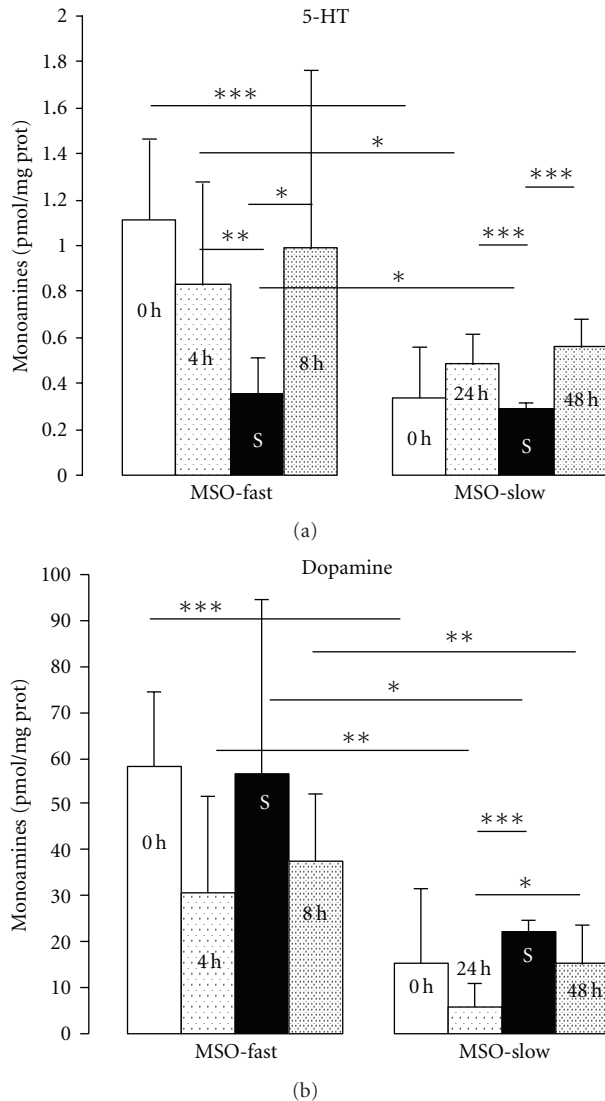 5-HT
Monoamines (pmol/mg prot)
2
1.8
1.6
1.4
1.2
1
0.8
0.6
0.4
0.2
0
***
*
*
**
*
***
***
0 h
4 h
S
8 h
0 h
24 h
S
48 h
MSO-fast
MSO-slow
(a)
Dopamine
Monoamines (pmol/mg prot)
100
90
80
70
60
50
40
30
20
10
0
***
**
*
**
***
*
0 h
4 h
S
8 h
0 h
24 h
S
48 h
MSO-fast
MSO-slow
(b)